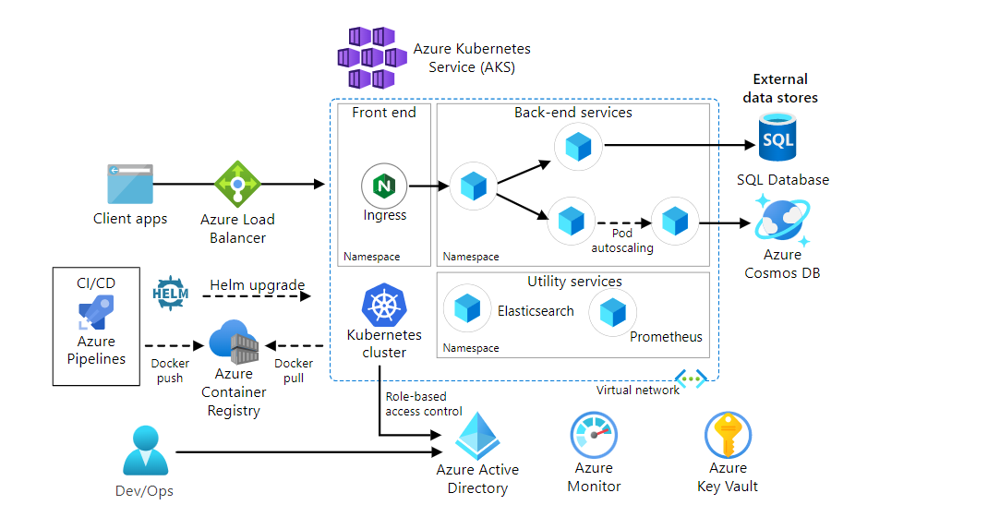 Azure Kubernetes
Service (AKS)
External
data stores
Front end
Back-end services
SQL
SQL Database
N
Ingress
Client apps
Azure Load
Balancer
Pod
autoscaling
Namespace
Namespace
Azure
Cosmos DB
CI/CD
HELM
Helm upgrade
Utility services
Elasticsearch
Prometheus
Namespace
Kubernetes
cluster
Azure
Pipelines
Docker
push
Docker
pull
Azure
Container
Registry
Virtual network
Role-based
access control
Azure Active
Directory
Azure
Monitor
Azure
Key Vault
Dev/Ops